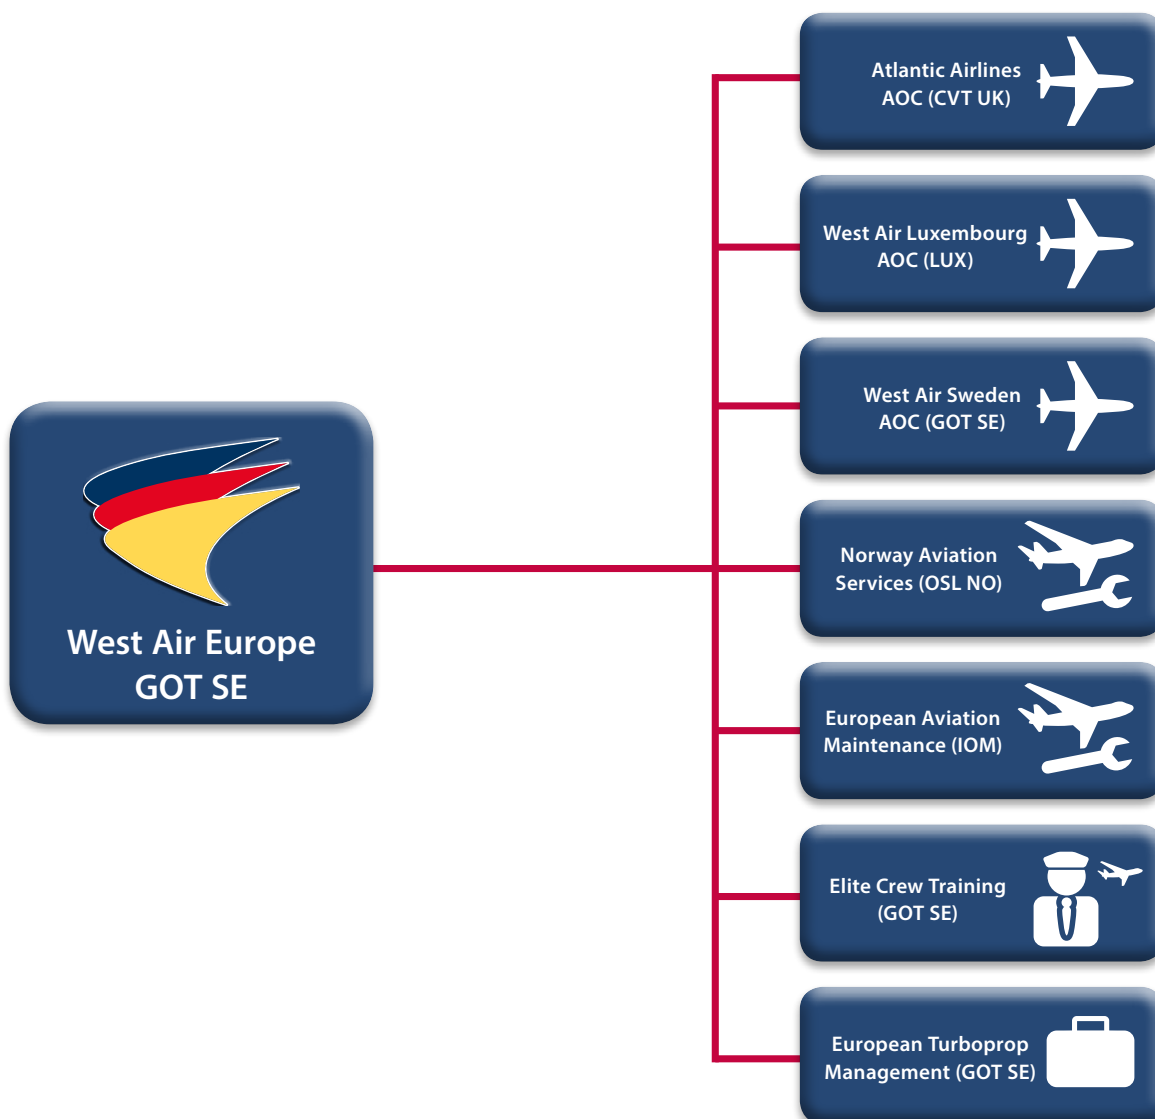 West Air Europe
GOT SE
Atlantic Airlines
AOC (CVT UK)
West Air Luxembourg
AOC (LUX)
West Air Sweden
AOC (GOT SE)
Norway Aviation
Services (OSL NO)
European Aviation
Maintenance (IOM)
Elite Crew Training
(GOT SE)
European Turboprop
Management (GOT SE)